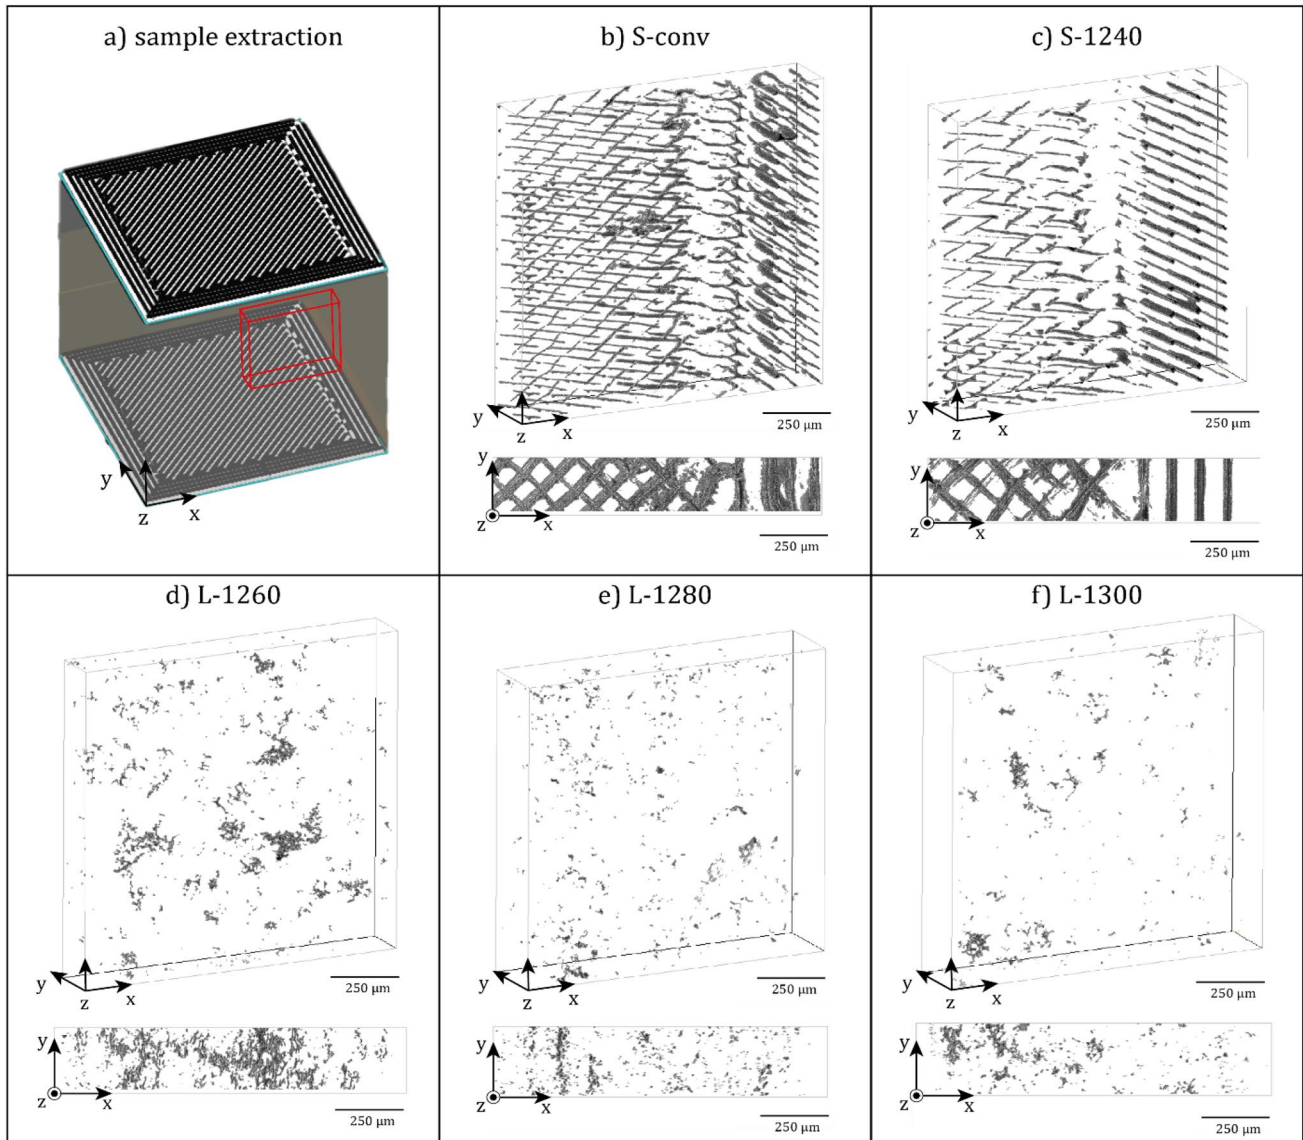 a) sample extraction
y
z
x
b) S-conv
y
z
x
250 μm
y
z
x
250 μm
c) S-1240
y
z
x
250 μm
y
z
x
250 μm
d) L-1260
y
z
x
250 μm
y
z
x
250 μm
e) L-1280
y
z
x
250 μm
y
z
x
250 μm
f) L-1300
y
z
x
250 μm
y
z
x
250 μm